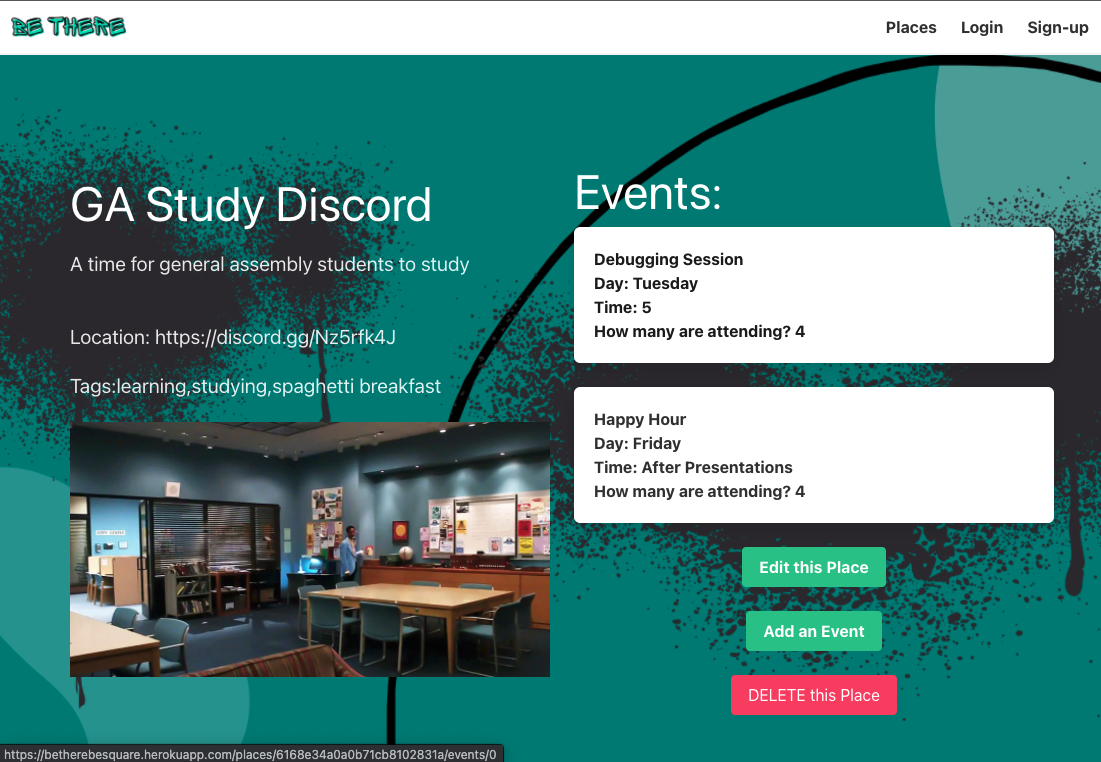 BE THERE
Places
Login
Sign-up
GA Study Discord
A time for general assembly students to study
Location: https://discord.gg/Nz5rfk4J
Tags:learning,studying,spaghetti breakfast
Events:
Debugging Session
Day: Tuesday
Time: 5
How many are attending? 4
Happy Hour
Day: Friday
Time: After Presentations
How many are attending? 4
Edit this Place
Add an Event
DELETE this Place
https://betherebesquare.herokuapp.com/places/6168e34a0a0b71cb8102831a/events/0